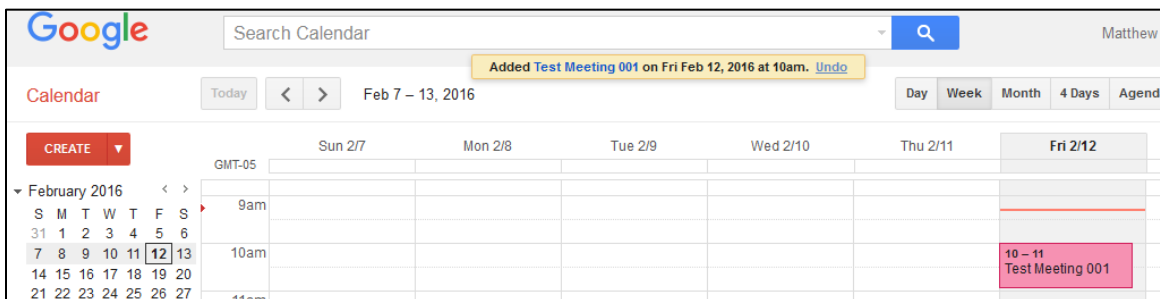 Google
Search Calendar
Matthew
Added Test Meeting 001 on Fri Feb 12, 2016 at 10am. Undo
Calendar
Today
Feb 7 – 13, 2016
Day Week Month 4 Days Agend
CREATE
Sun 2/7 Mon 2/8 Tue 2/9 Wed 2/10 Thu 2/11 Fri 2/12
GMT-05
February 2016
S M T W T F S
31 1 2 3 4 5 6
7 8 9 10 11 12 13
14 15 16 17 18 19 20
21 22 23 24 25 26 27
9am
10am
10 – 11
Test Meeting 001
11am